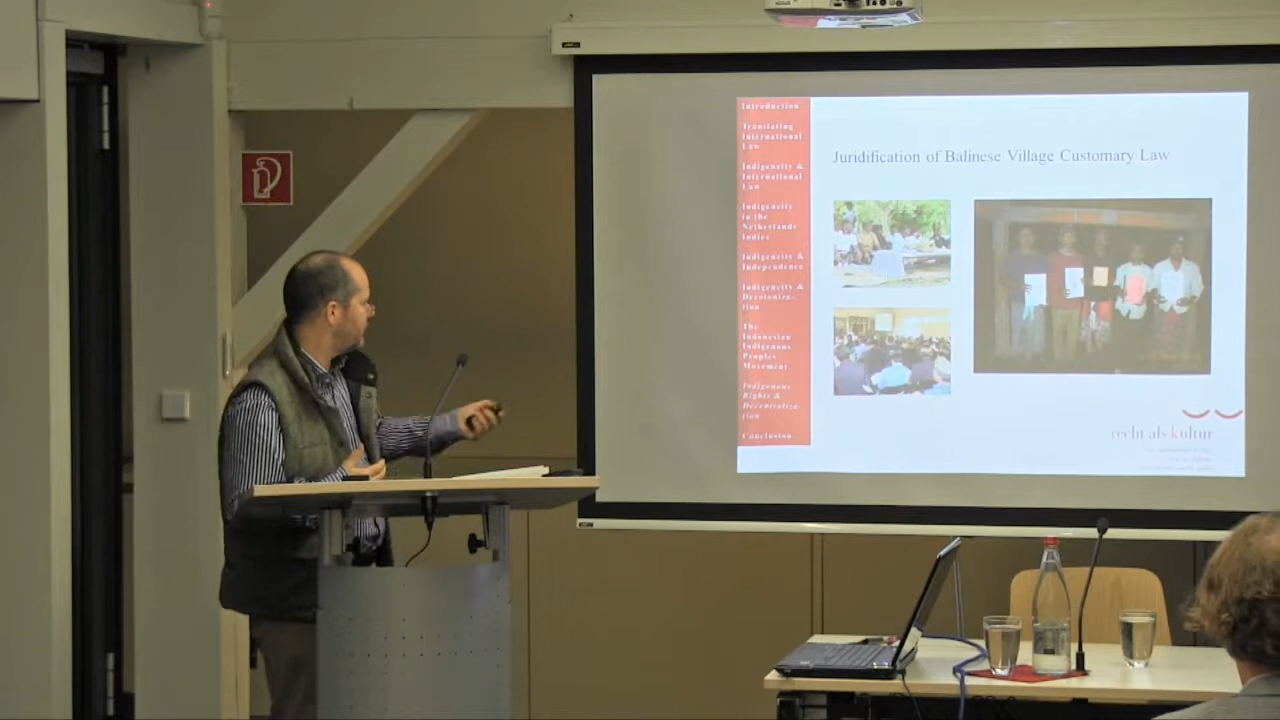 Introduction
Translating
International
Law
Indigeneity &
International
Law
Indigeneity
in the
Netherlands
Indies
Indigeneity &
Independence
Indigeneity &
Decoloniza-
tion
The
Indonesian
Indigenous
Peoples
Movement
Indigenous
Rights &
Decentraliza-
tion
Conclusion
Juridification of Balinese Village Customary Law
recht als kultur